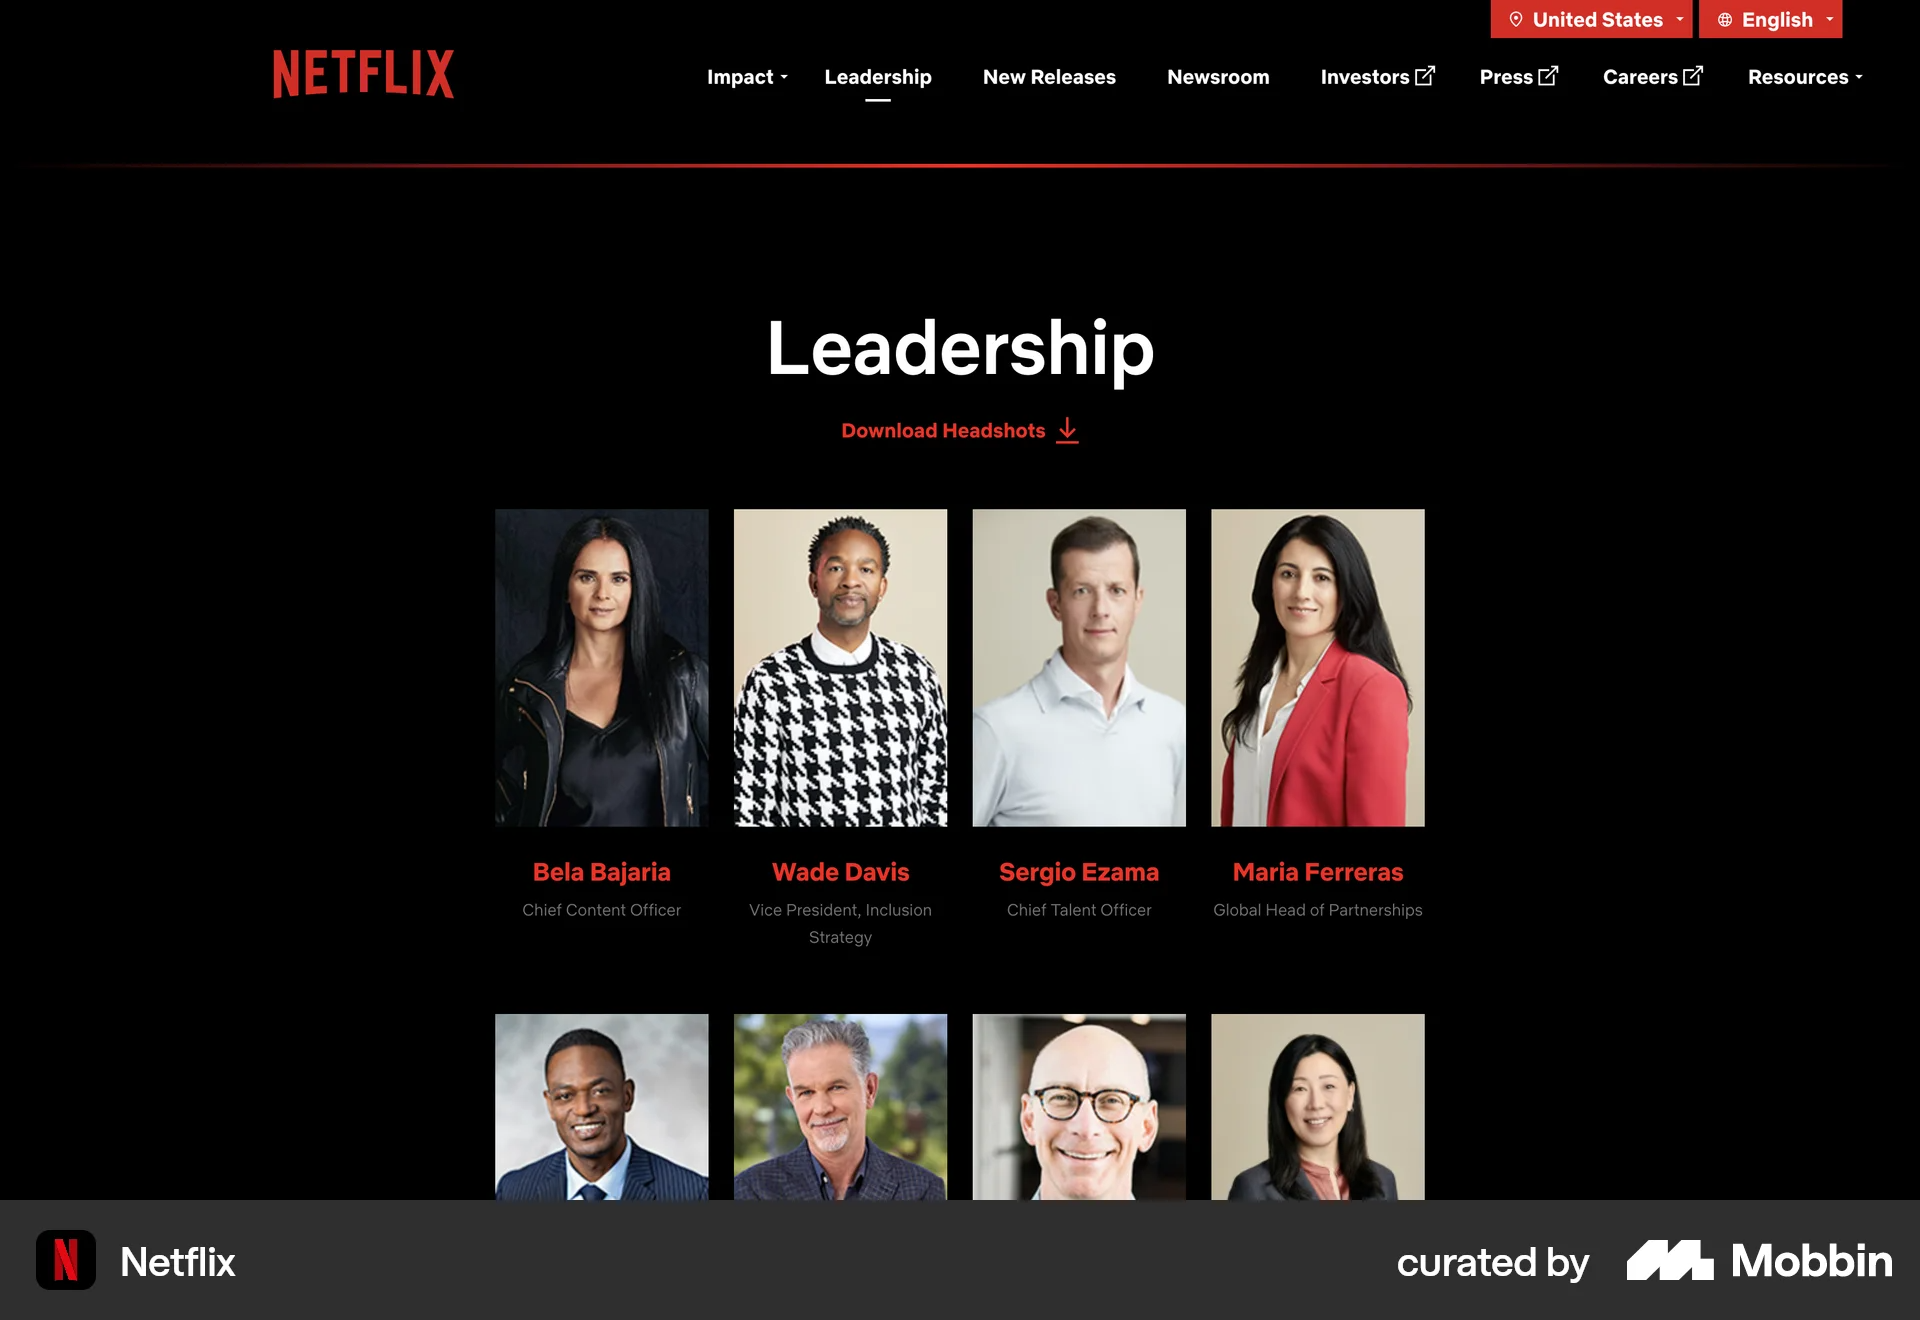 United States
English
NETFLIX
Impact
Leadership
New Releases
Newsroom
Investors
Press
Careers
Resources
Leadership
Download Headshots
Bela Bajaria
Chief Content Officer
Wade Davis
Vice President, Inclusion
Strategy
Sergio Ezama
Chief Talent Officer
Maria Ferreras
Global Head of Partnerships
N
Netflix
curated by
Mobbin